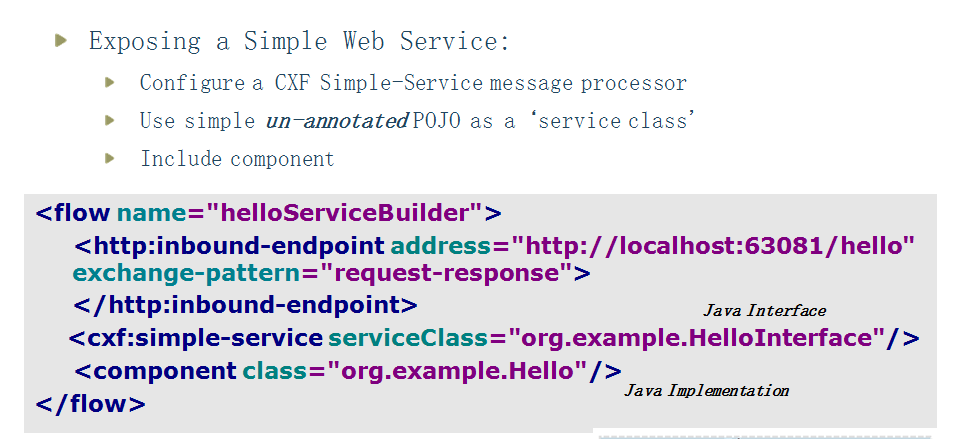 Exposing a Simple Web Service:
Configure a CXF Simple-Service message processor
Use simple un-annotated POJO as a ‘service class’
Include component
<flow name="helloServiceBuilder">
<http:inbound-endpoint address="http://localhost:63081/hello"
exchange-pattern="request-response">
</http:inbound-endpoint>
Java Interface
<cxf:simple-service serviceClass="org.example.HelloInterface"/>
<component class="org.example.Hello"/>
Java Implementation
</flow>